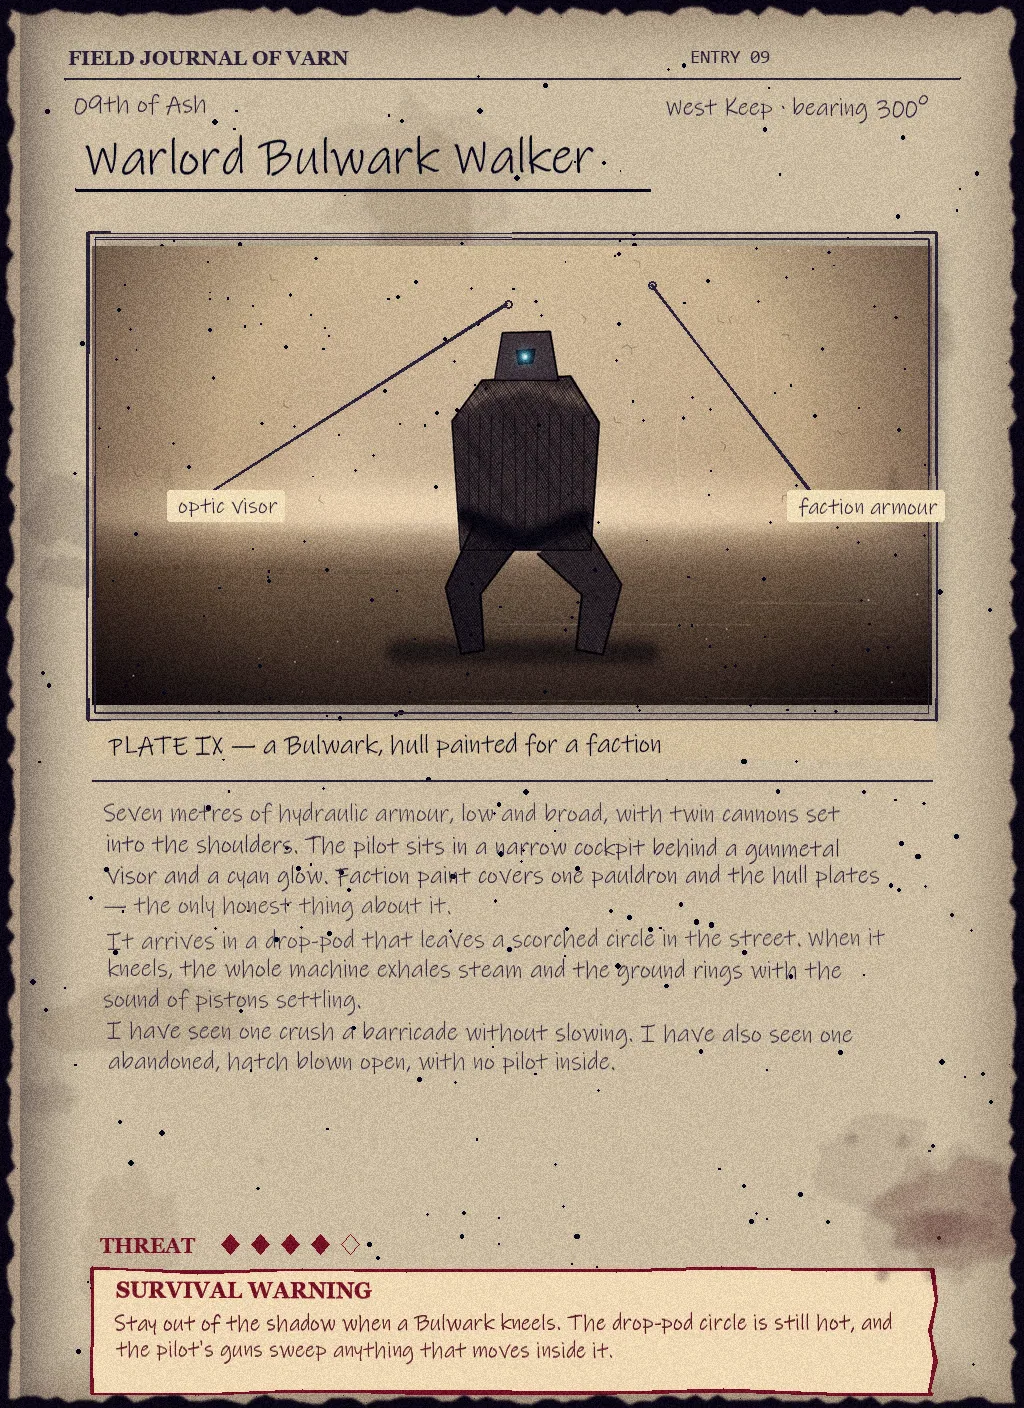 FIELD JOURNAL OF VARN
ENTRY 09
09th of Ash
West Keep · bearing 300°
Warlord Bulwark Walker
optic visor
faction armour
PLATE IX — a Bulwark, hull painted for a faction
Seven metres of hydraulic armour, low and broad, with twin cannons set
into the shoulders. The pilot sits in a narrow cockpit behind a gunmetal
visor and a cyan glow. Faction paint covers one pauldron and the hull plates
— the only honest thing about it.
It arrives in a drop-pod that leaves a scorched circle in the street. When it
kneels, the whole machine exhales steam and the ground rings with the
sound of pistons settling.
I have seen one crush a barricade without slowing. I have also seen one
abandoned, hatch blown open, with no pilot inside.
THREAT
SURVIVAL WARNING
Stay out of the shadow when a Bulwark kneels. The drop-pod circle is still hot, and
the pilot's guns sweep anything that moves inside it.